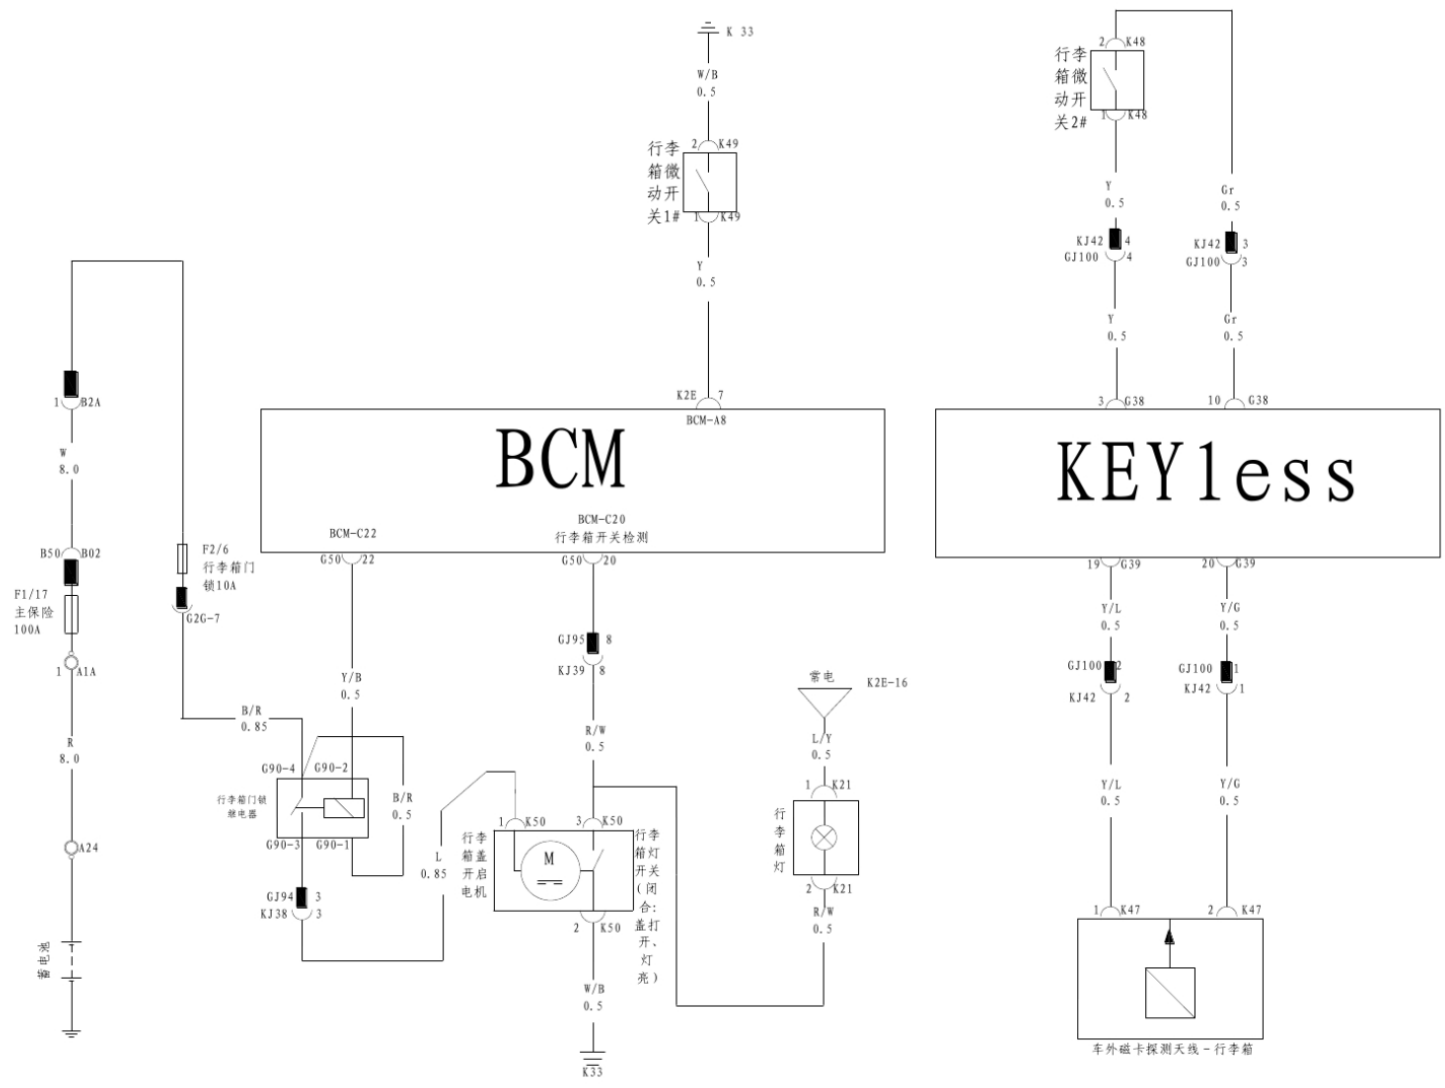 K 33
W/B
0.5
2 K49
行李
箱微
动开
关1#
1 K49
Y
0.5
K2E 7
BCM-A8
BCM
BCM-C22
BCM-C20
行李箱开关检测
G50 22
G50 20
2 K48
行李
箱微
动开
关2#
1 K48
Y
0.5
Gr
0.5
KJ42 4
GJ100 4
KJ42 3
GJ100 3
Y
0.5
Gr
0.5
3 G38
10 G38
KEYless
19 G39
20 G39
Y/L
0.5
Y/G
0.5
GJ100 2
KJ42 2
GJ100 1
KJ42 1
Y/L
0.5
Y/G
0.5
1 K47
2 K47
车外磁卡探测天线-行李箱
1 B2A
W
8.0
B50 B02
F1/17
主保险
100A
1 A1A
R
8.0
A24
蓄电池
F2/6
行李箱门
锁10A
G2G-7
B/R
0.85
Y/B
0.5
G90-4 G90-2
行李箱门锁
继电器
G90-3 G90-1
B/R
0.5
GJ94 3
KJ38 3
L
0.85
GJ95 8
KJ39 8
R/W
0.5
1 K50
3 K50
行李
箱盖
开启
电机
M
行李
箱灯
开关
(闭
合:
盖打
开、
灯
亮)
2 K50
W/B
0.5
K33
常电
K2E-16
L/Y
0.5
1 K21
行
李
箱
灯
2 K21
R/W
0.5